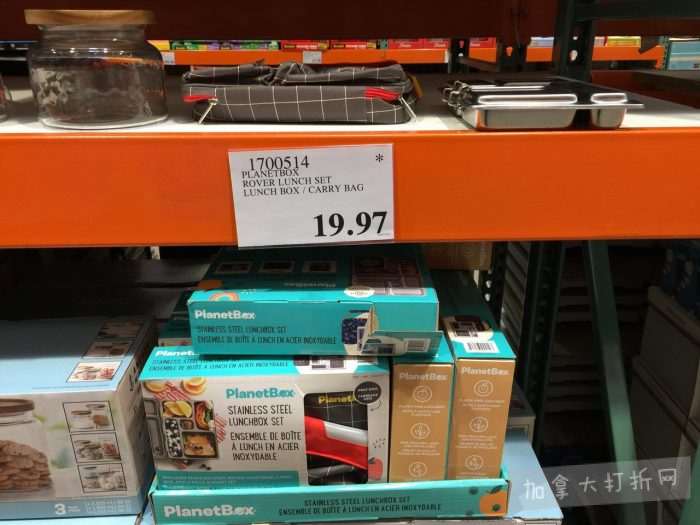 1700514 *
PLANETBOX
ROVER LUNCH SET
LUNCH BOX / CARRY BAG
19.97
PlanetBox
STAINLESS STEEL LUNCHBOX SET
ENSEMBLE DE BOÎTE À LUNCH EN ACIER INOXYDABLE
PlanetBox
STAINLESS STEEL
LUNCHBOX SET
ENSEMBLE DE BOÎTE
À LUNCH EN ACIER
INOXYDABLE
PlanetBox
PlanetBox
3
PlanetBox
STAINLESS STEEL LUNCHBOX SET
ENSEMBLE DE BOÎTE À LUNCH EN ACIER INOXYDABLE
加拿大打折网